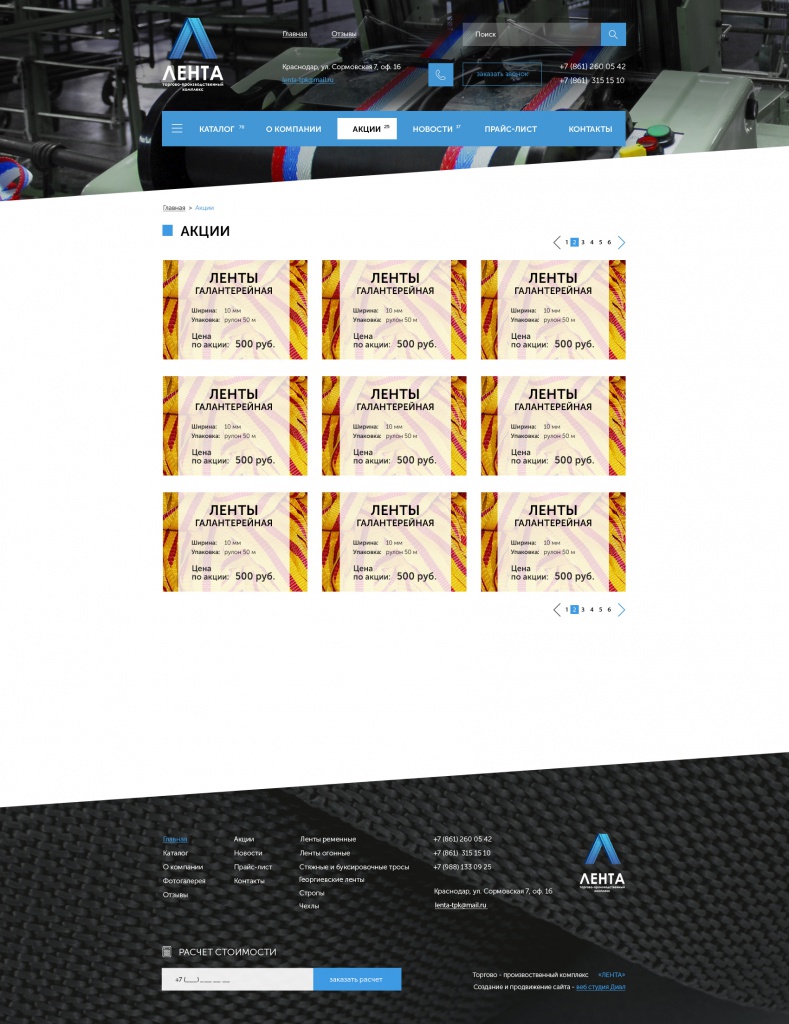 ЛЕНТА
торгово-производственный
комплекс
Главная Отзывы
Поиск
Краснодар, ул. Сормовская 7, оф. 16
lenta-tpk@mail.ru
заказать звонок
+7 (861) 260 05 42
+7 (861) 315 15 10
КАТАЛОГ 78 О КОМПАНИИ АКЦИИ 25 НОВОСТИ 37 ПРАЙС-ЛИСТ КОНТАКТЫ
Главная > Акции
АКЦИИ
1 2 3 4 5 6
ЛЕНТЫ
ГАЛАНТЕРЕЙНАЯ
Ширина: 10 мм
Упаковка: рулон 50 м
Цена
по акции: 500 руб.
ЛЕНТЫ
ГАЛАНТЕРЕЙНАЯ
Ширина: 10 мм
Упаковка: рулон 50 м
Цена
по акции: 500 руб.
ЛЕНТЫ
ГАЛАНТЕРЕЙНАЯ
Ширина: 10 мм
Упаковка: рулон 50 м
Цена
по акции: 500 руб.
ЛЕНТЫ
ГАЛАНТЕРЕЙНАЯ
Ширина: 10 мм
Упаковка: рулон 50 м
Цена
по акции: 500 руб.
ЛЕНТЫ
ГАЛАНТЕРЕЙНАЯ
Ширина: 10 мм
Упаковка: рулон 50 м
Цена
по акции: 500 руб.
ЛЕНТЫ
ГАЛАНТЕРЕЙНАЯ
Ширина: 10 мм
Упаковка: рулон 50 м
Цена
по акции: 500 руб.
ЛЕНТЫ
ГАЛАНТЕРЕЙНАЯ
Ширина: 10 мм
Упаковка: рулон 50 м
Цена
по акции: 500 руб.
ЛЕНТЫ
ГАЛАНТЕРЕЙНАЯ
Ширина: 10 мм
Упаковка: рулон 50 м
Цена
по акции: 500 руб.
ЛЕНТЫ
ГАЛАНТЕРЕЙНАЯ
Ширина: 10 мм
Упаковка: рулон 50 м
Цена
по акции: 500 руб.
1 2 3 4 5 6
Главная
Каталог
О компании
Фотогалерея
Отзывы
Акции
Новости
Прайс-лист
Контакты
Ленты ременные
Ленты огонные
Стяжные и буксировочные тросы
Георгиевские ленты
Стропы
Чехлы
+7 (861) 260 05 42
+7 (861) 315 15 10
+7 (988) 133 09 25
Краснодар, ул. Сормовская 7, оф. 16
lenta-tpk@mail.ru
ЛЕНТА
торгово-производственный
комплекс
РАСЧЕТ СТОИМОСТИ
+7 (___) ___ __ __
заказать расчет
Торгово - произвоственный комплекс «ЛЕНТА»
Создание и продвижение сайта - веб студия Диал